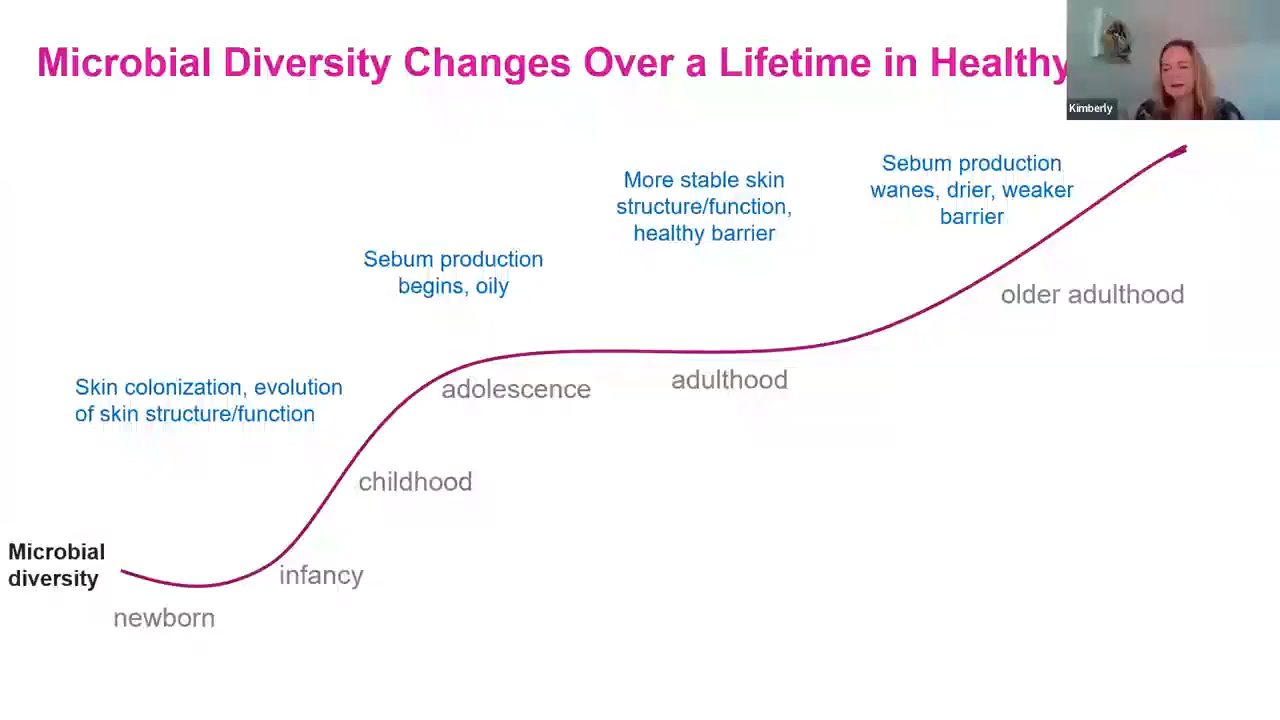 Microbial Diversity Changes Over a Lifetime in Healthy
Kimberly
Sebum production
wanes, drier, weaker
barrier
More stable skin
structure/function,
healthy barrier
Sebum production
begins, oily
older adulthood
Skin colonization, evolution
of skin structure/function
adolescence
adulthood
childhood
Microbial
diversity
infancy
newborn